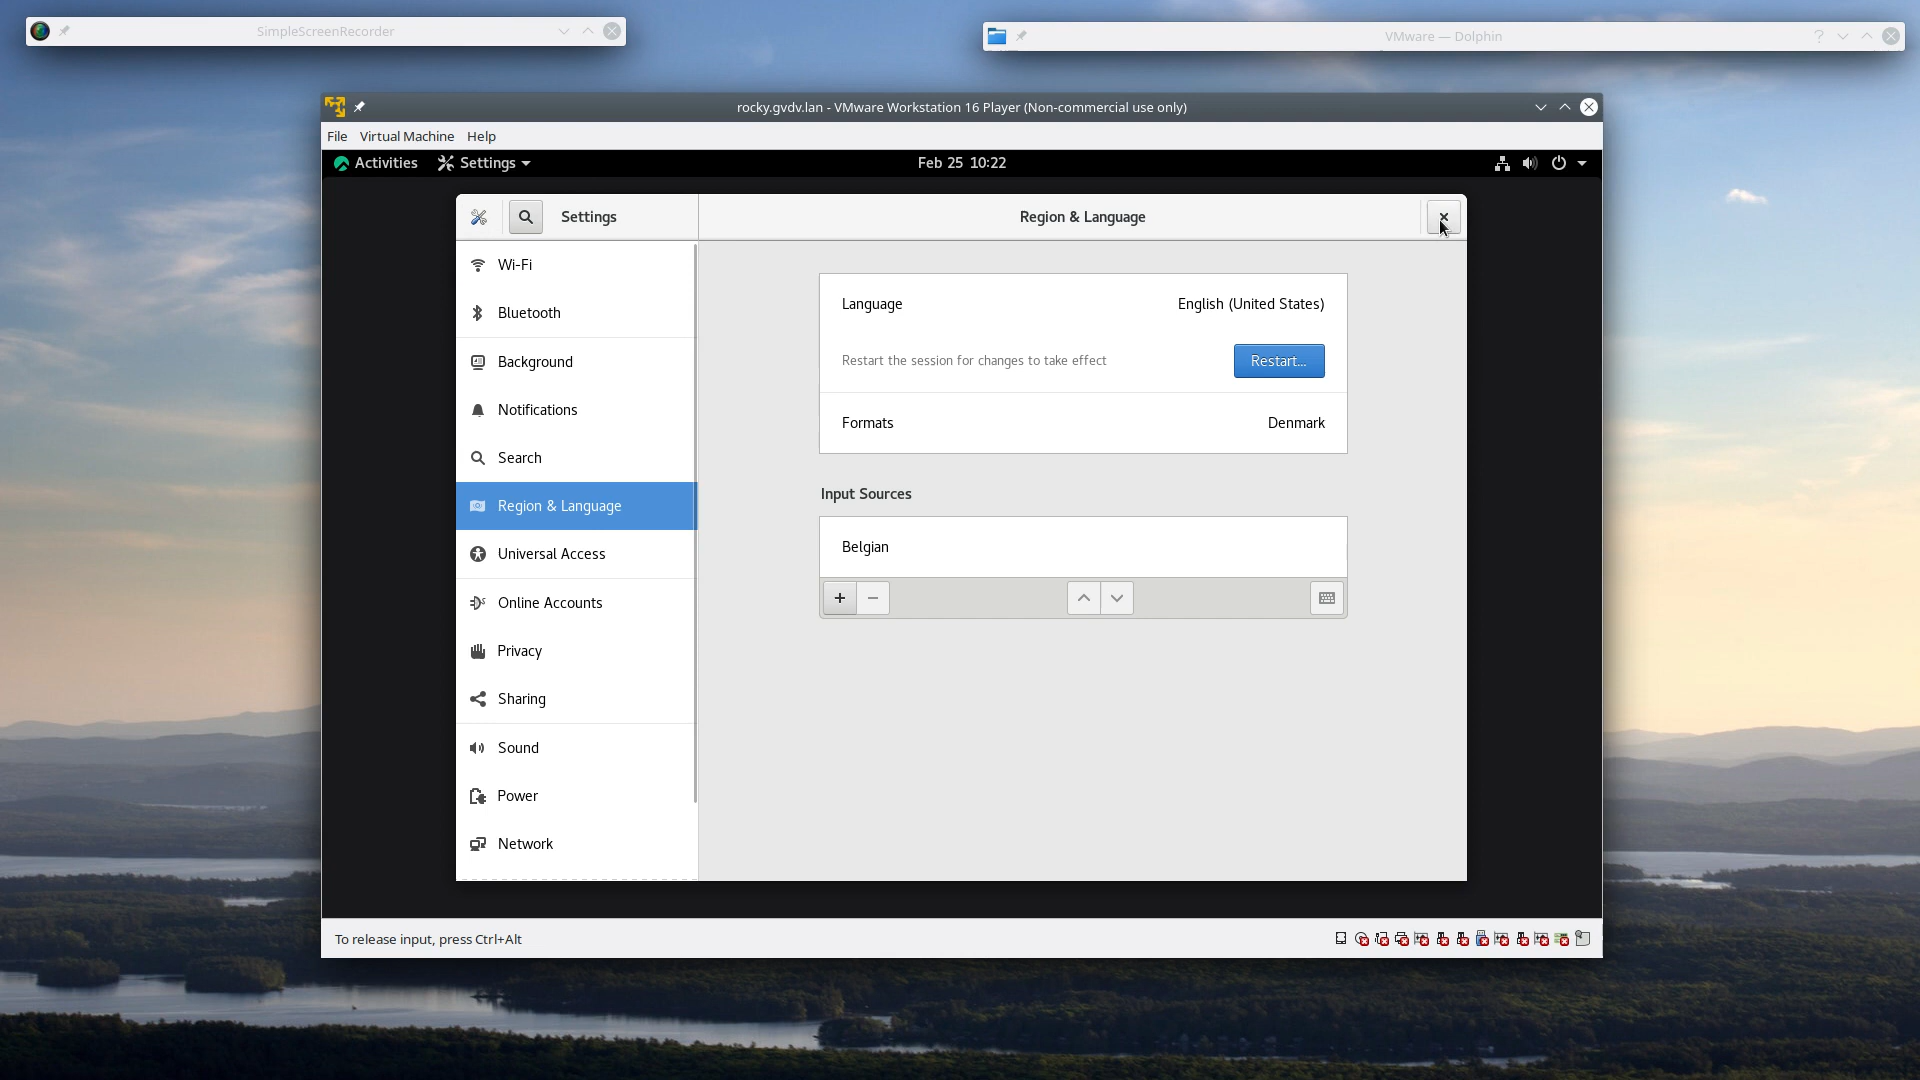 SimpleScreenRecorder
VMware — Dolphin
rocky.gvdv.lan - VMware Workstation 16 Player (Non-commercial use only)
File Virtual Machine Help
Activities Settings Feb 25 10:22
Settings Region & Language
Wi-Fi
Bluetooth
Background
Notifications
Search
Region & Language
Universal Access
Online Accounts
Privacy
Sharing
Sound
Power
Network
Language English (United States)
Restart the session for changes to take effect Restart...
Formats Denmark
Input Sources
Belgian
To release input, press Ctrl+Alt